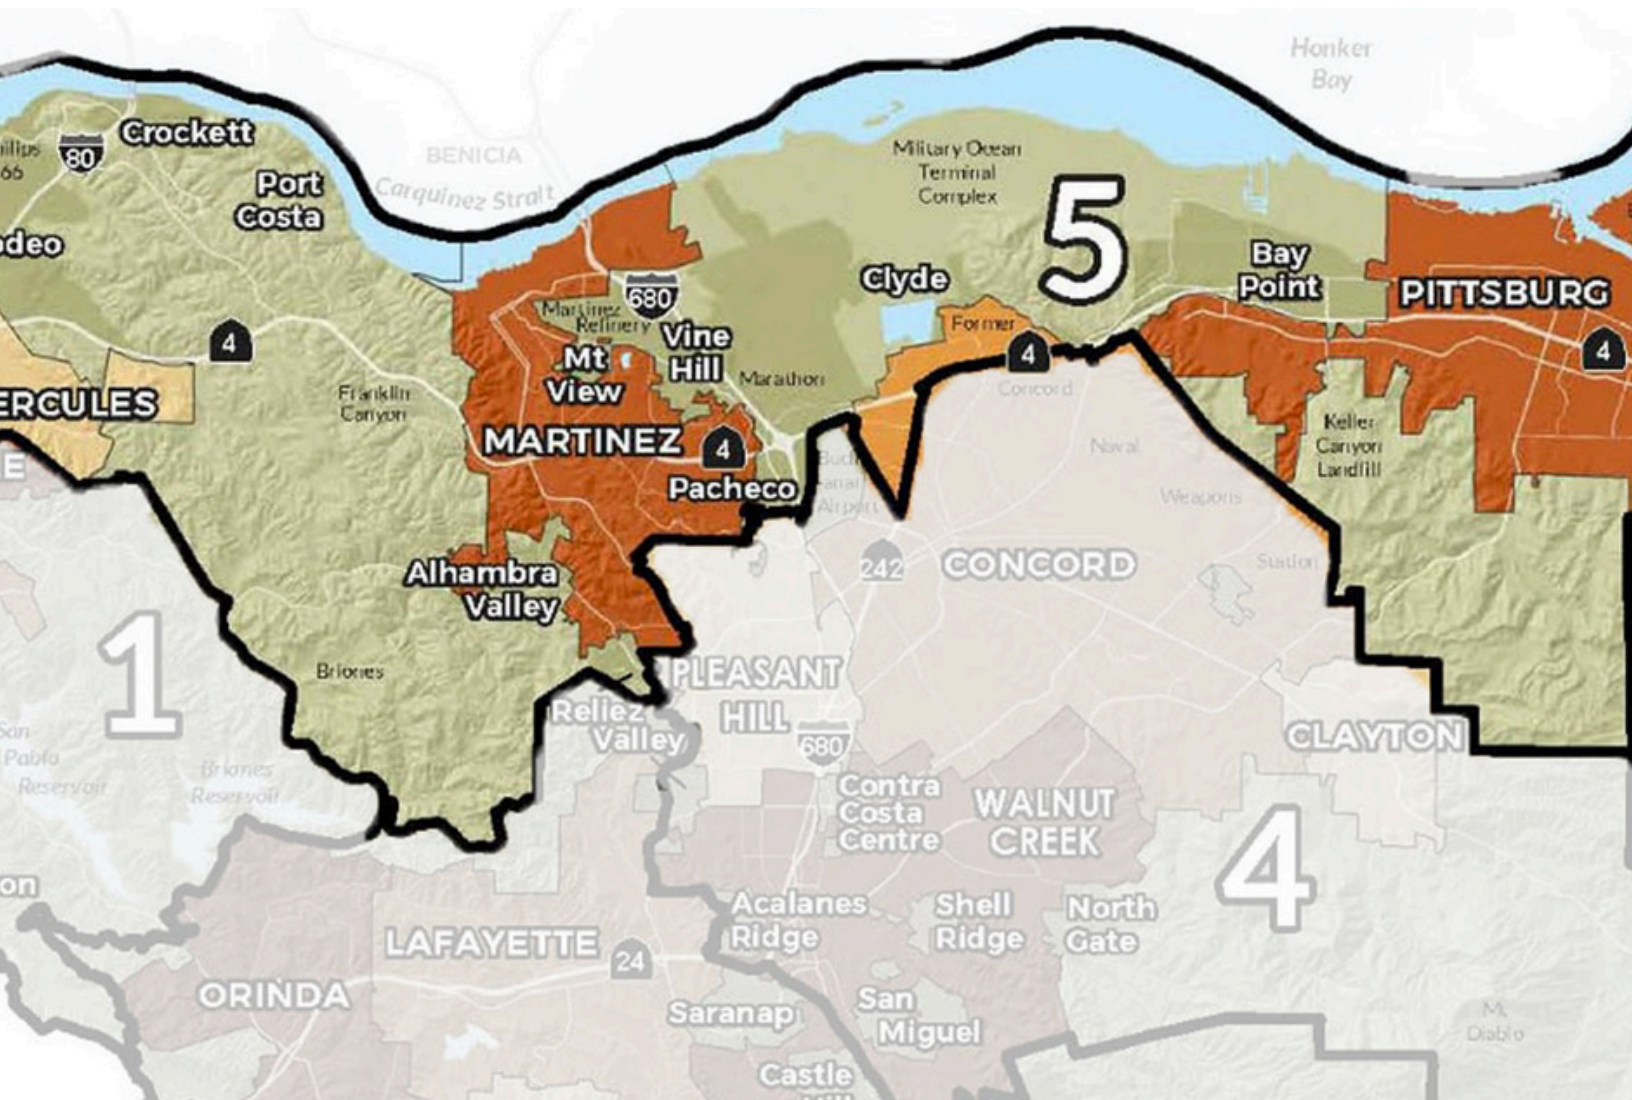 Honker
Bay
Crockett
80
66
BENICIA
Carquinez Strait
Port
Costa
Military Ocean
Terminal
Complex
5
Bay
Point
PITTSBURG
4
Clyde
680
Martinez
Refinery
Vine
Hill
Former
4
Concord
4
Mt
View
Marathon
Franklin
Canyon
Keller
Canyon
Landfill
MARTINEZ
4
Pacheco
Naval
Weapons
Station
Airport
242
CONCORD
Alhambra
Valley
1
Briones
PLEASANT
HILL
Reliez
Valley
680
CLAYTON
San
Pablo
Reservoir
Briones
Reservoir
Contra
Costa
Centre
WALNUT
CREEK
4
Acalanes
Ridge
Shell
Ridge
North
Gate
LAFAYETTE
24
ORINDA
Saranap
San
Miguel
Mt.
Diablo
Castle